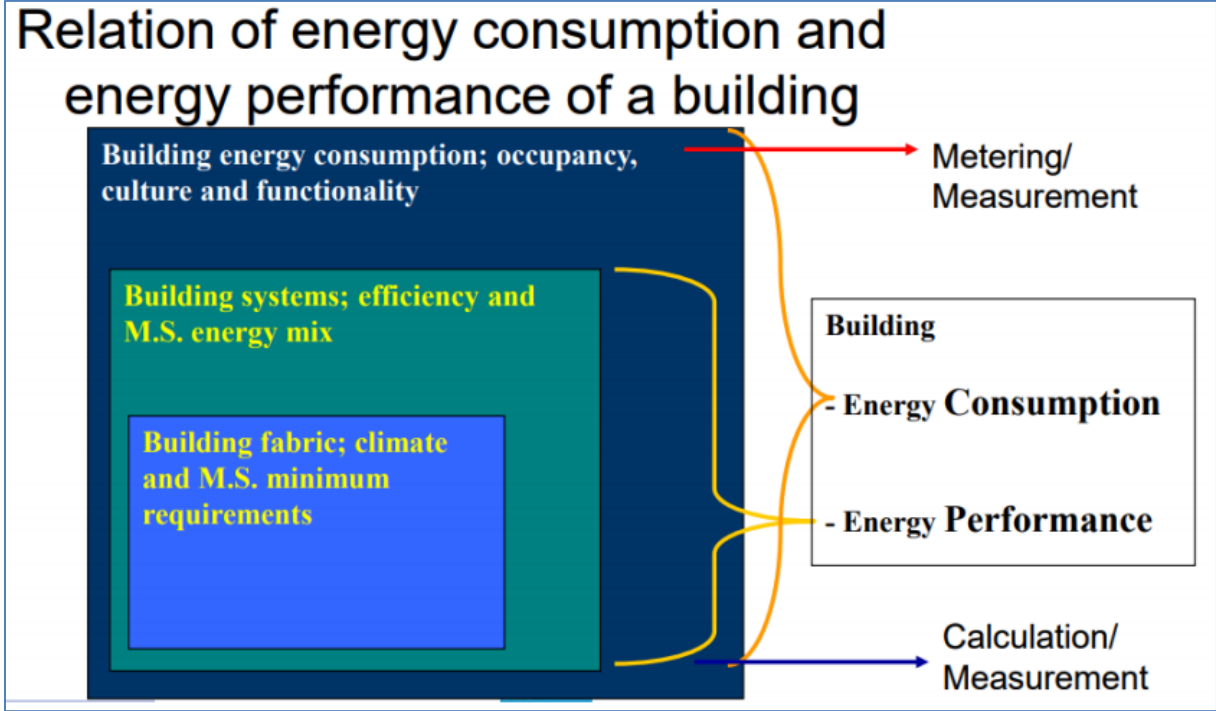 Relation of energy consumption and
energy performance of a building
Building energy consumption; occupancy,
culture and functionality
Metering/
Measurement
Building systems; efficiency and
M.S. energy mix
Building fabric; climate
and M.S. minimum
requirements
Building
- Energy Consumption
- Energy Performance
Calculation/
Measurement